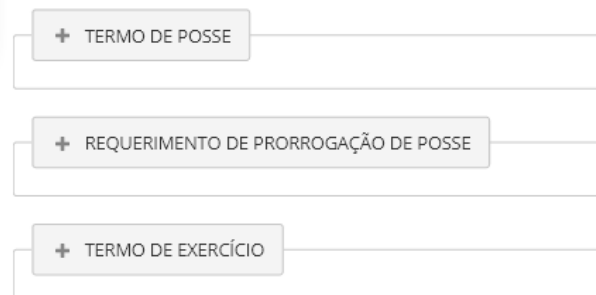 + TERMO DE POSSE
+ REQUERIMENTO DE PRORROGAÇÃO DE POSSE
+ TERMO DE EXERCÍCIO